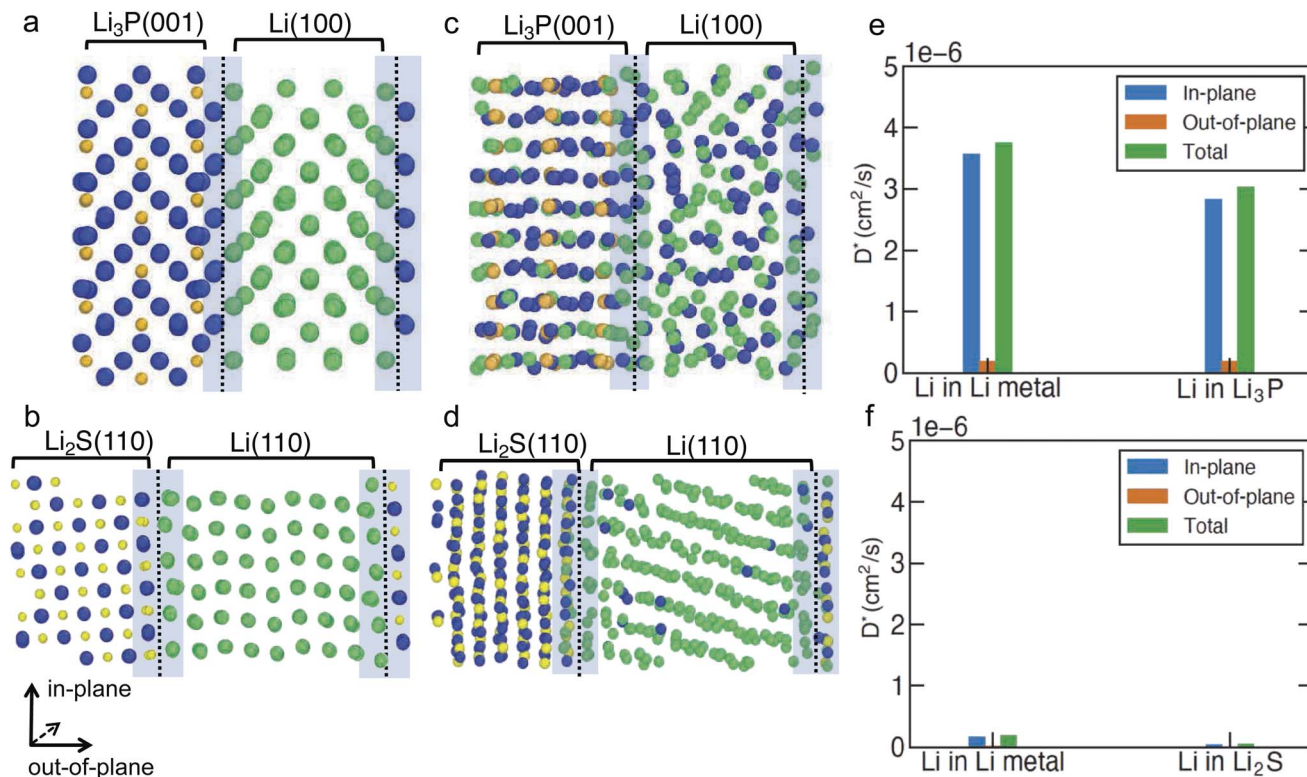 a
Li₃P(001)
Li(100)
b
Li₂S(110)
Li(110)
in-plane
out-of-plane
c
Li₃P(001)
Li(100)
d
Li₂S(110)
Li(110)
e
1e−6
5
4
3
2
1
0
D* (cm²/s)
In-plane
Out-of-plane
Total
Li in Li metal
Li in Li₃P
f
1e−6
5
4
3
2
1
0
D* (cm²/s)
In-plane
Out-of-plane
Total
Li in Li metal
Li in Li₂S